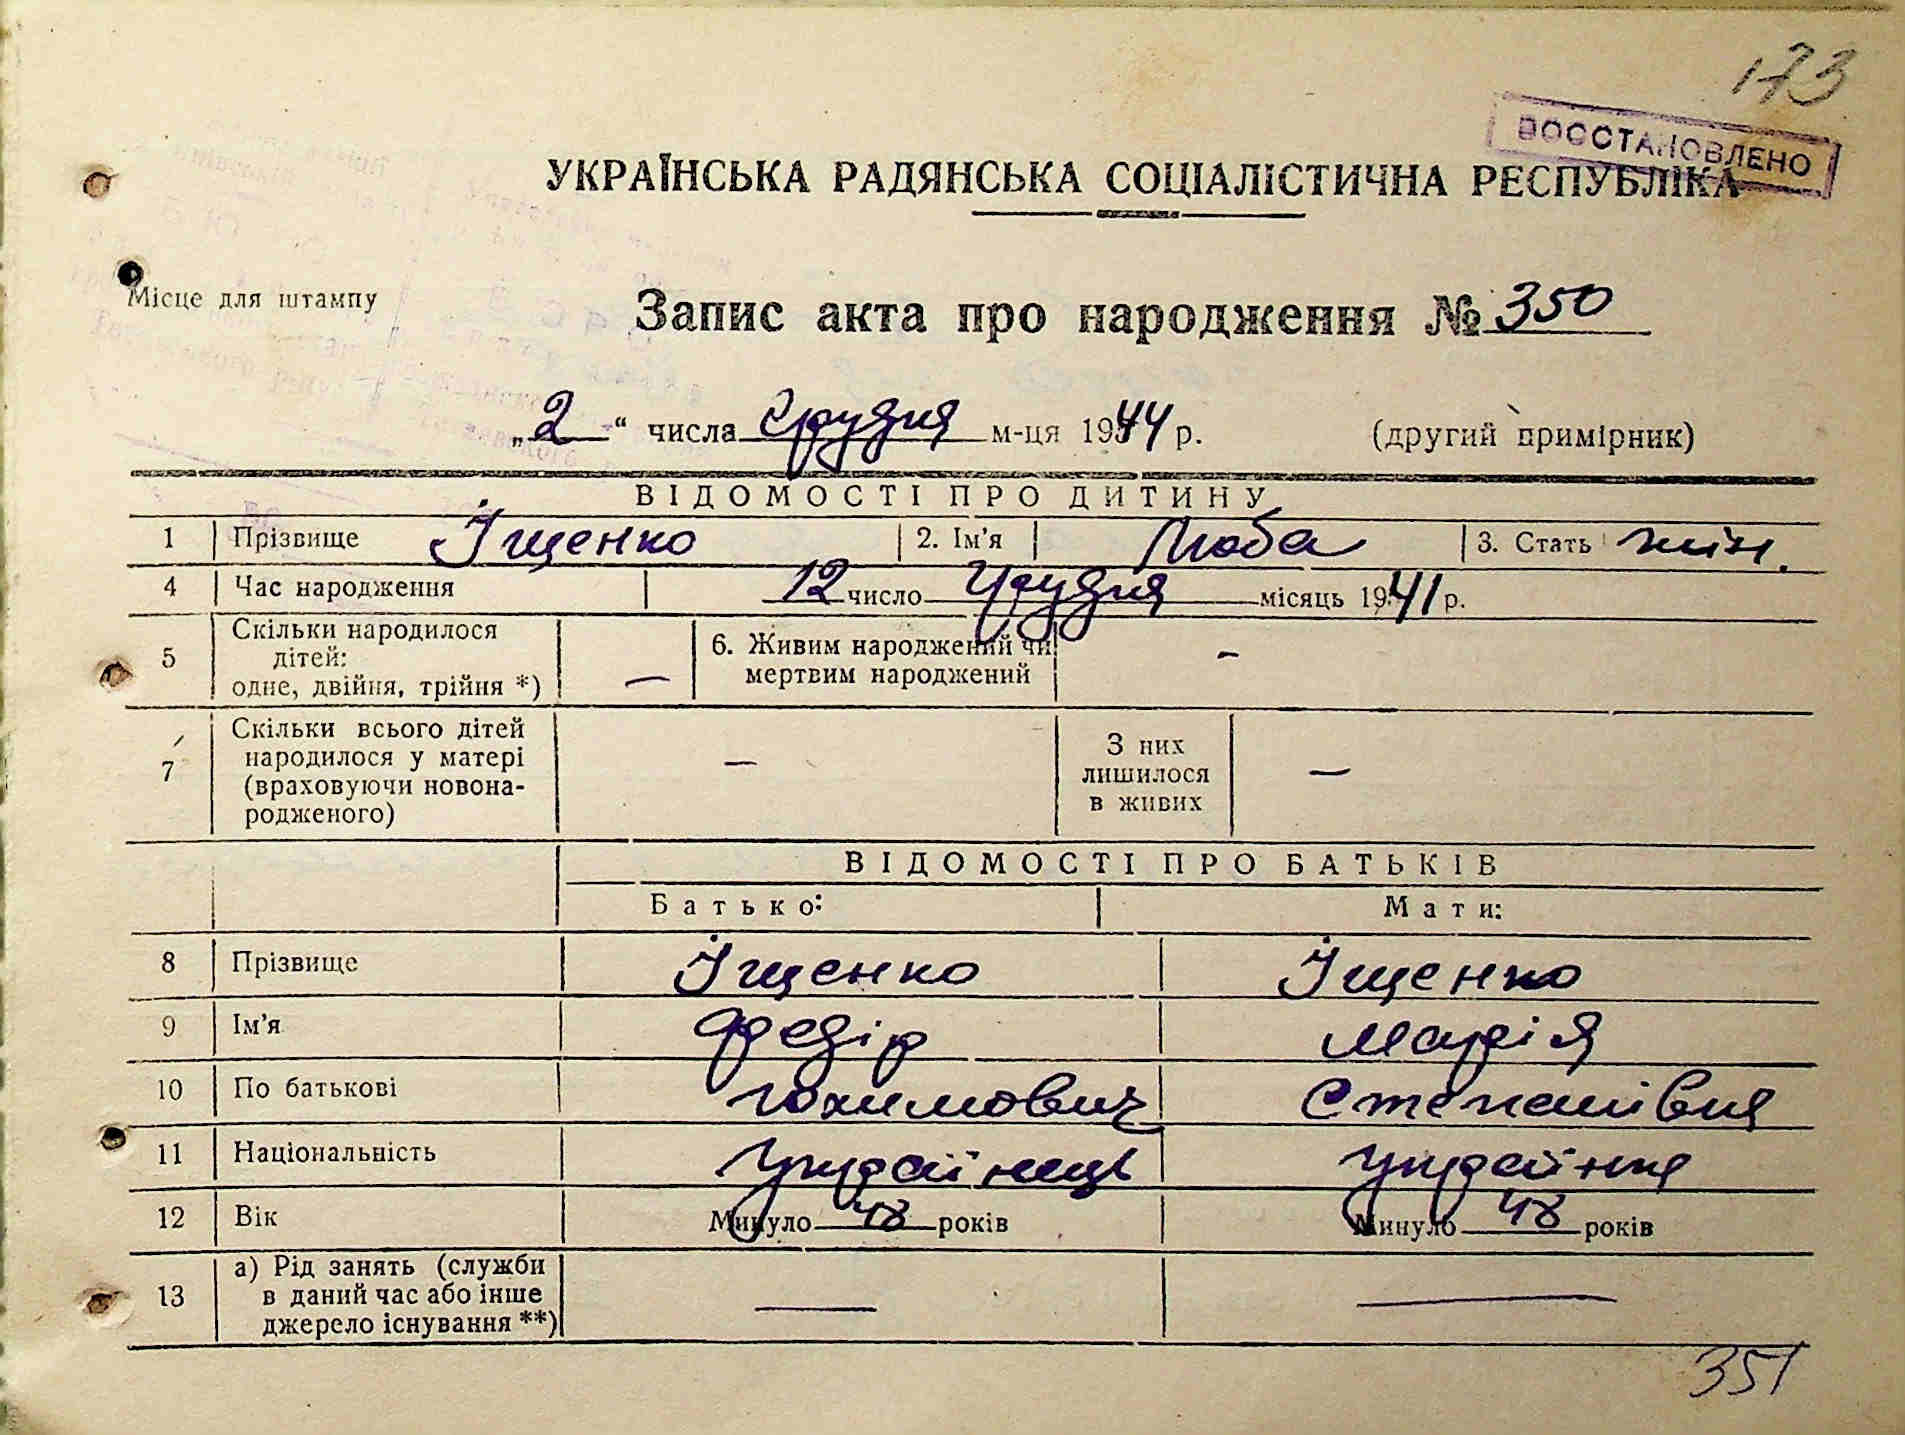 173
ВОССТАНОВЛЕНО
УКРАЇНСЬКА РАДЯНСЬКА СОЦІАЛІСТИЧНА РЕСПУБЛІКА
Місце для штампу
Запис акта про народження № 350
„2“ числа Грудня м-ця 1944 р. (другий примірник)
ВІДОМОСТІ ПРО ДИТИНУ
1 Прізвище Іщенко 2. Ім'я Люба 3. Стать жін.
4 Час народження 12 число Грудня місяць 1941 р.
5 Скільки народилося дітей: одне, двійня, трійня *) — 6. Живим народжений чи мертвим народжений -
7 Скільки всього дітей народилося у матері (враховуючи новонародженого) — З них лишилося в живих —
ВІДОМОСТІ ПРО БАТЬКІВ
Батько: Мати:
8 Прізвище Іщенко Іщенко
9 Ім'я Федір Марія
10 По батькові Юхимович Степанівна
11 Національність Українець Українка
12 Вік Минуло 48 років Минуло 48 років
13 а) Рід занять (служби в даний час або інше джерело існування **) — —
351